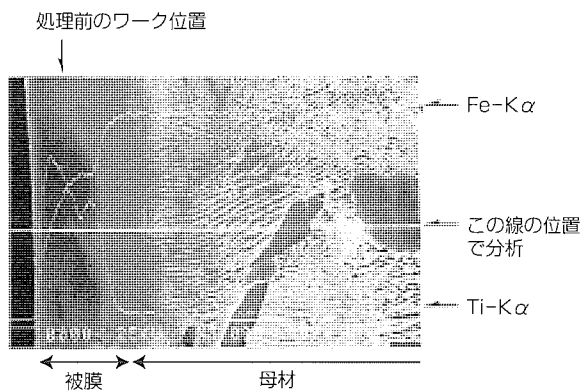 処理前のワーク位置
Fe-Kα
この線の位置
で分析
Ti-Kα
被膜
母材